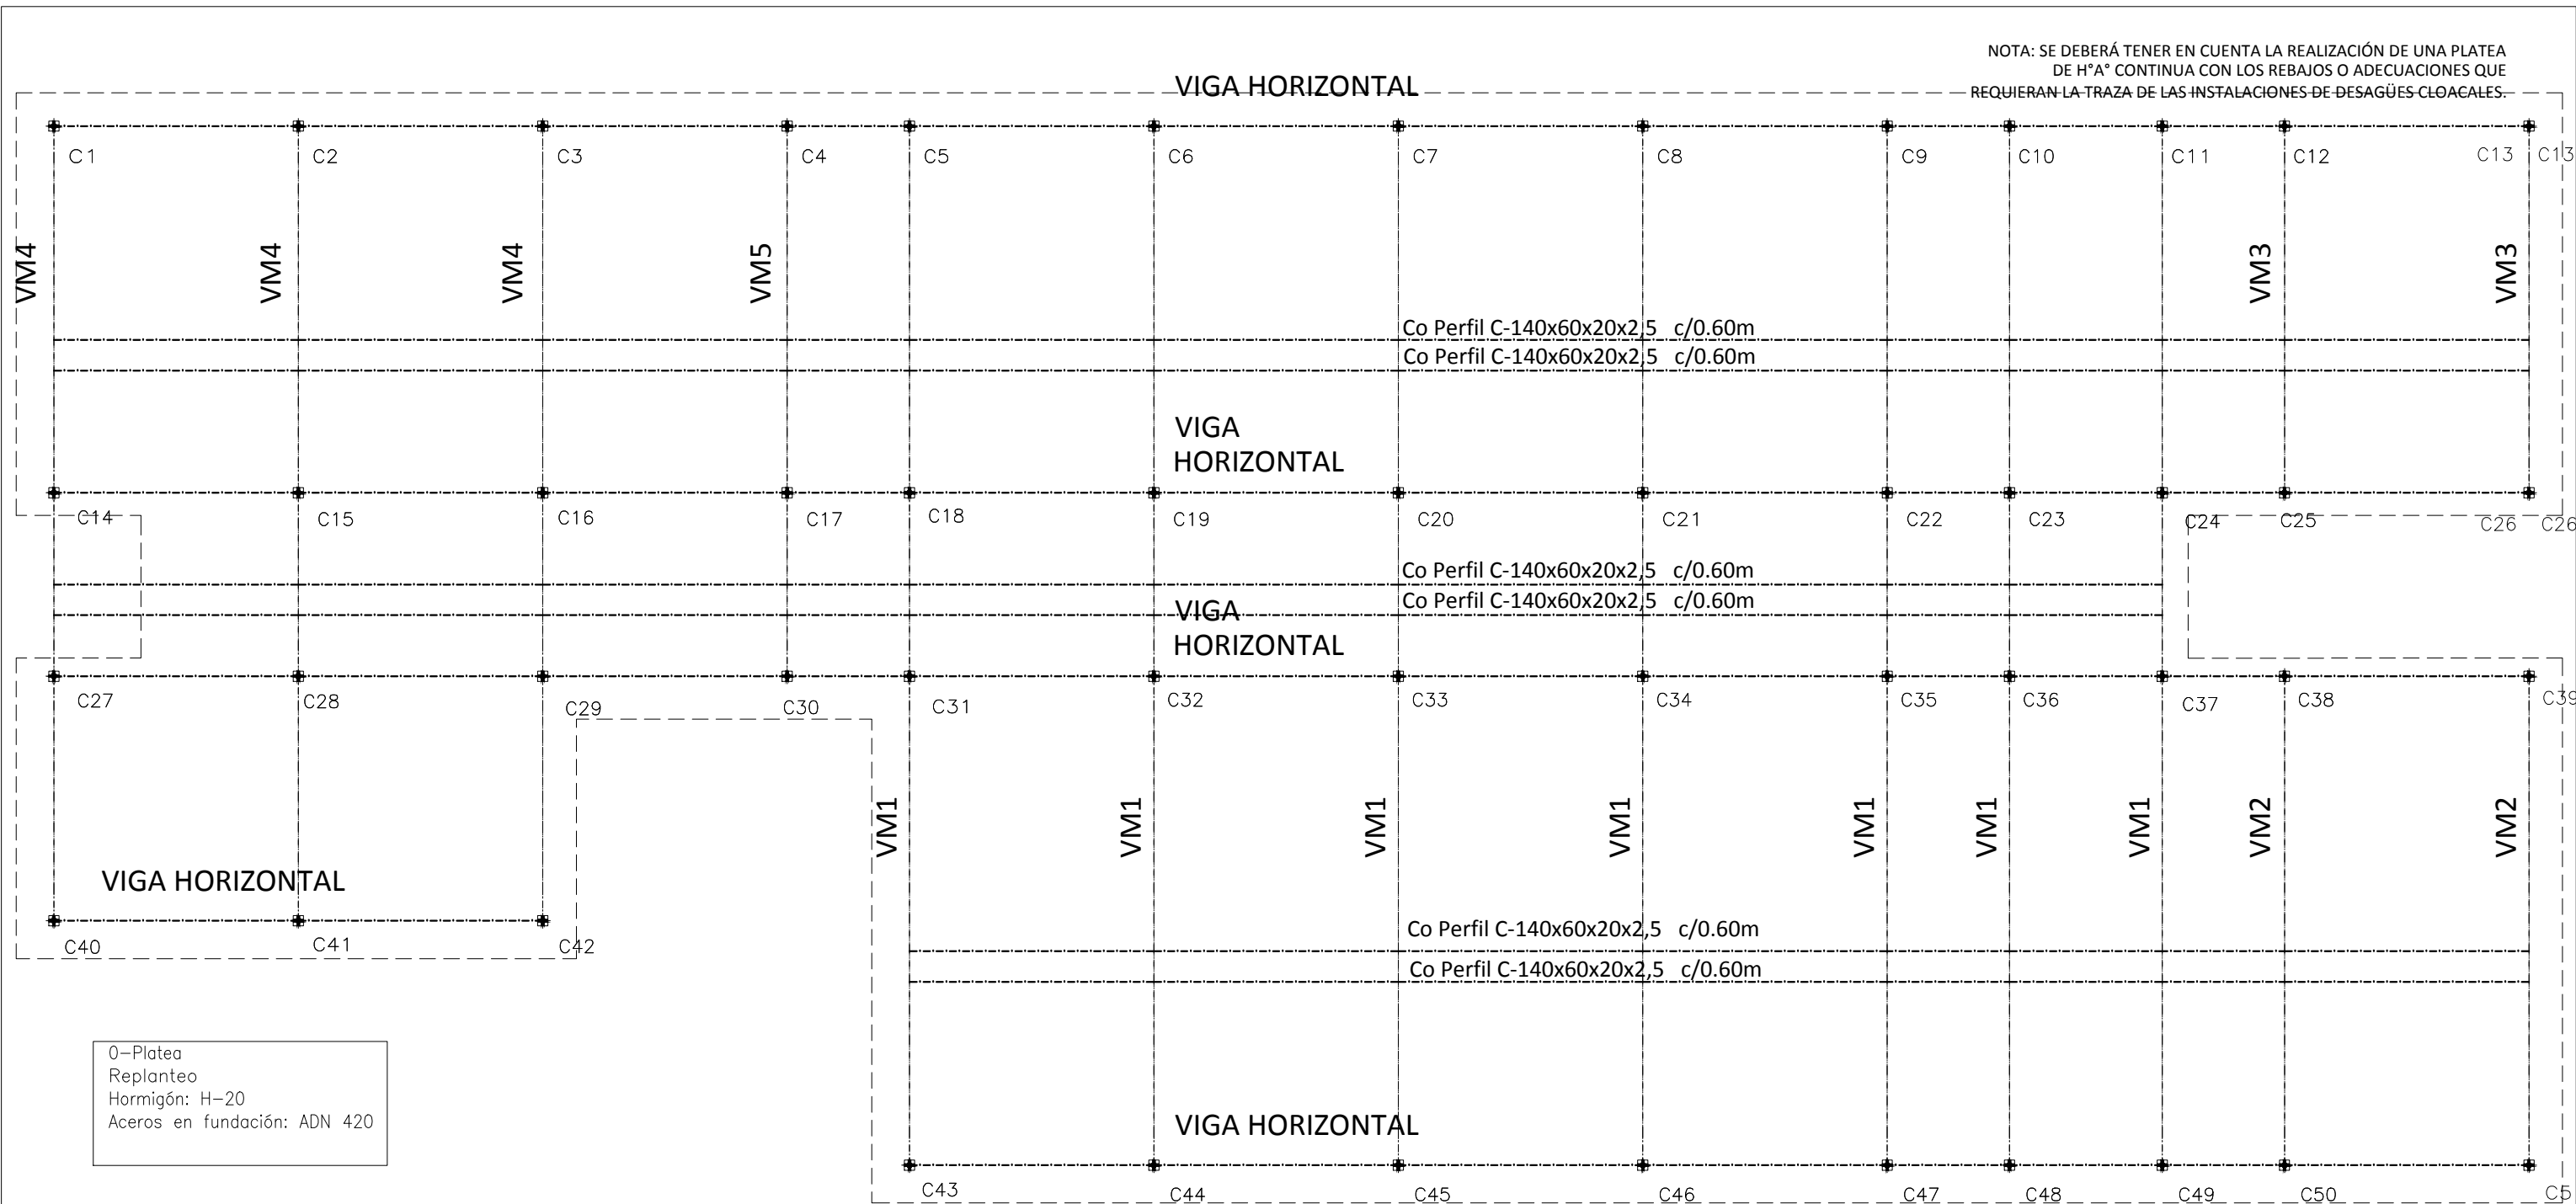 NOTA: SE DEBERÁ TENER EN CUENTA LA REALIZACIÓN DE UNA PLATEA
DE H°A° CONTINUA CON LOS REBAJOS O ADECUACIONES QUE
REQUIERAN LA TRAZA DE LAS INSTALACIONES DE DESAGÜES CLOACALES.
VIGA HORIZONTAL
C1 C2 C3 C4 C5 C6 C7 C8 C9 C10 C11 C12 C13 C13
VM4 VM4 VM4 VM5 VM3 VM3
Co Perfil C-140x60x20x2,5 c/0.60m
Co Perfil C-140x60x20x2,5 c/0.60m
VIGA
HORIZONTAL
C14 C15 C16 C17 C18 C19 C20 C21 C22 C23 C24 C25 C26 C26
Co Perfil C-140x60x20x2,5 c/0.60m
Co Perfil C-140x60x20x2,5 c/0.60m
VIGA
HORIZONTAL
C27 C28 C29 C30 C31 C32 C33 C34 C35 C36 C37 C38 C39
VM1 VM1 VM1 VM1 VM1 VM1 VM1 VM2 VM2
VIGA HORIZONTAL
C40 C41 C42
Co Perfil C-140x60x20x2,5 c/0.60m
Co Perfil C-140x60x20x2,5 c/0.60m
0-Platea
Replanteo
Hormigón: H-20
Aceros en fundación: ADN 420
VIGA HORIZONTAL
C43 C44 C45 C46 C47 C48 C49 C50